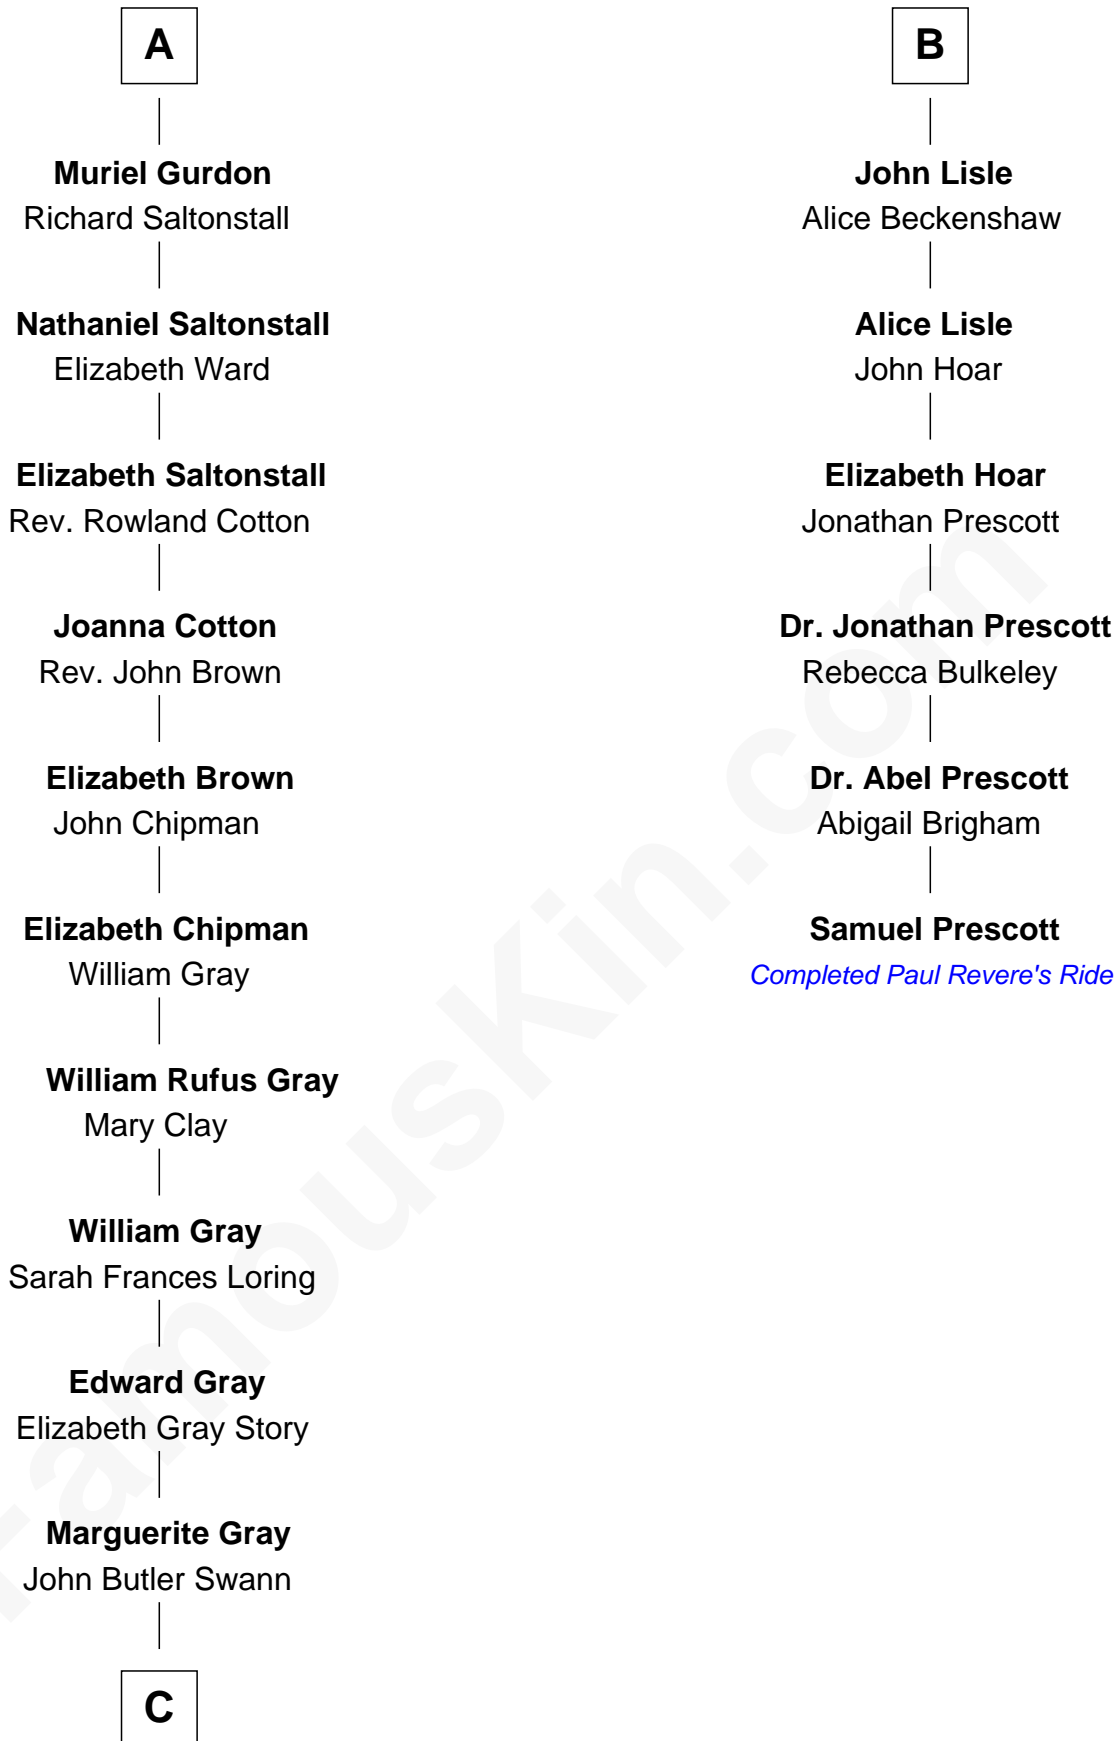 A
Muriel Gurdon
Richard Saltonstall
Nathaniel Saltonstall
Elizabeth Ward
Elizabeth Saltonstall
Rev. Rowland Cotton
Joanna Cotton
Rev. John Brown
Elizabeth Brown
John Chipman
Elizabeth Chipman
William Gray
William Rufus Gray
Mary Clay
William Gray
Sarah Frances Loring
Edward Gray
Elizabeth Gray Story
Marguerite Gray
John Butler Swann
C
B
John Lisle
Alice Beckenshaw
Alice Lisle
John Hoar
Elizabeth Hoar
Jonathan Prescott
Dr. Jonathan Prescott
Rebecca Bulkeley
Dr. Abel Prescott
Abigail Brigham
Samuel Prescott
Completed Paul Revere's Ride
FamousKin.com